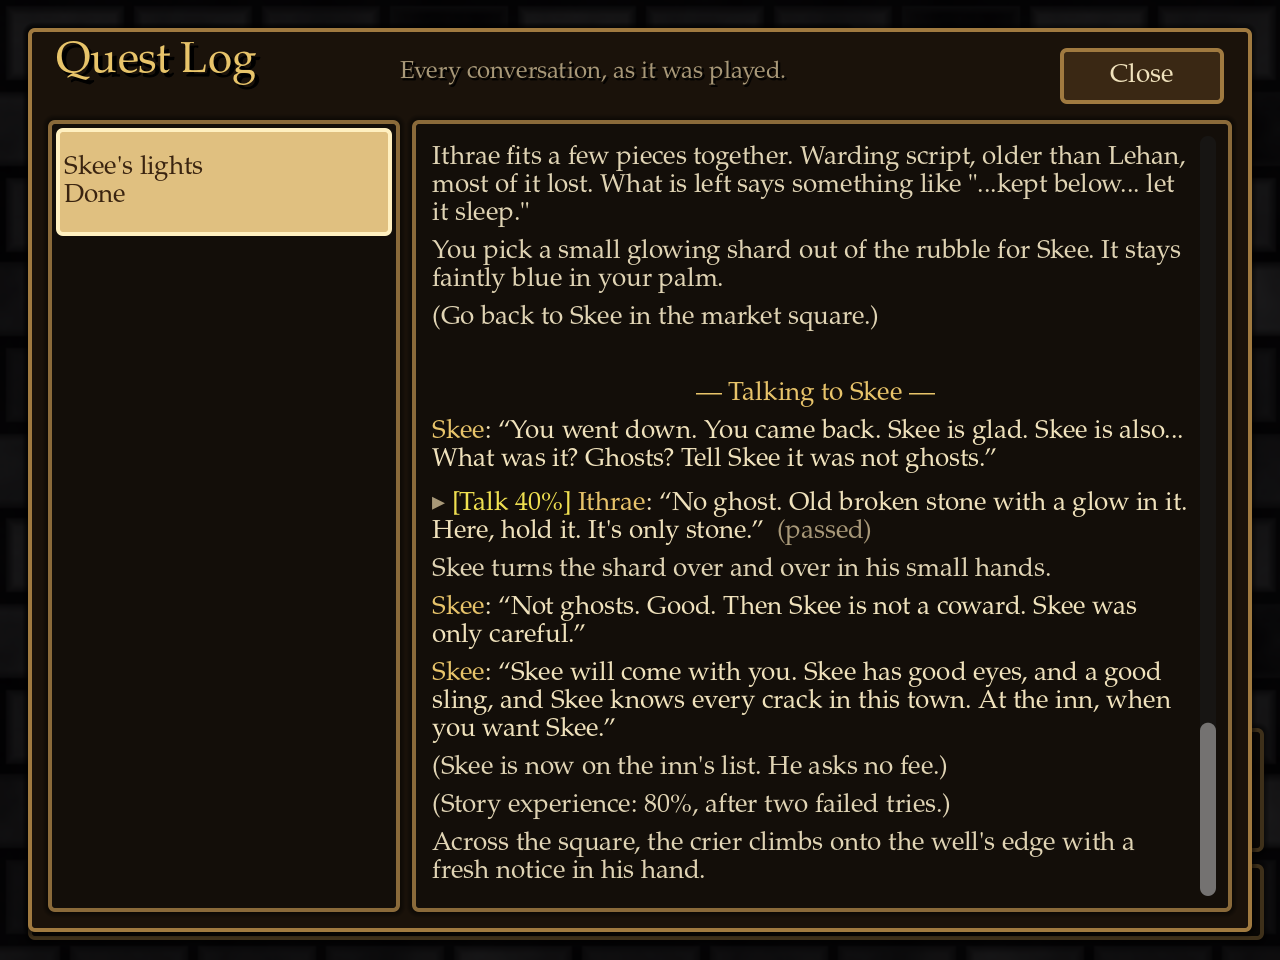 Quest Log
Every conversation, as it was played.
Close
Skee's lights
Done
Ithrae fits a few pieces together. Warding script, older than Lehan,
most of it lost. What is left says something like "...kept below... let
it sleep."
You pick a small glowing shard out of the rubble for Skee. It stays
faintly blue in your palm.
(Go back to Skee in the market square.)
— Talking to Skee —
Skee: “You went down. You came back. Skee is glad. Skee is also...
What was it? Ghosts? Tell Skee it was not ghosts.”
▸ [Talk 40%] Ithrae: “No ghost. Old broken stone with a glow in it.
Here, hold it. It's only stone.” (passed)
Skee turns the shard over and over in his small hands.
Skee: “Not ghosts. Good. Then Skee is not a coward. Skee was
only careful.”
Skee: “Skee will come with you. Skee has good eyes, and a good
sling, and Skee knows every crack in this town. At the inn, when
you want Skee.”
(Skee is now on the inn's list. He asks no fee.)
(Story experience: 80%, after two failed tries.)
Across the square, the crier climbs onto the well's edge with a
fresh notice in his hand.